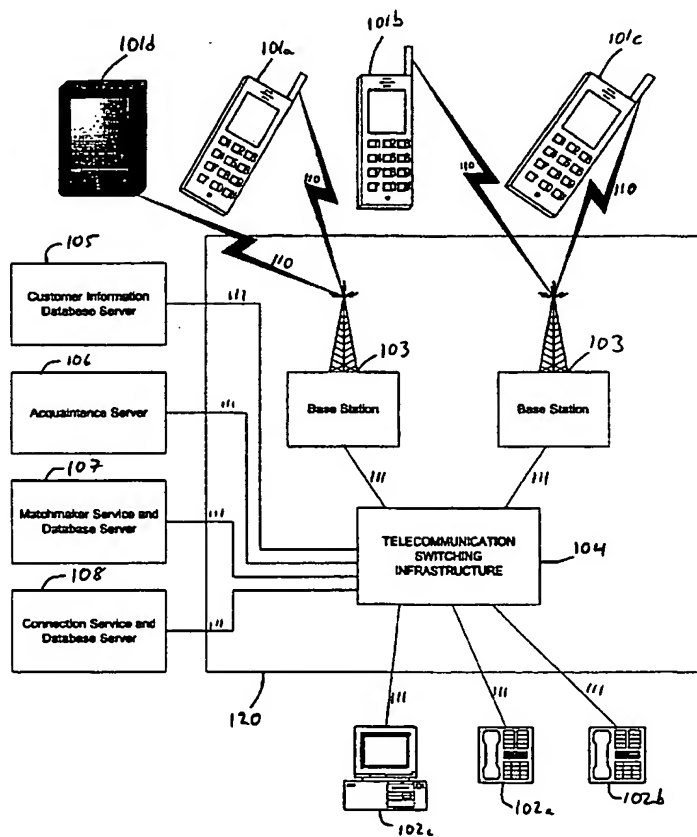 101d
101a
101b
101c
110
110
110
110
105
Customer Information
Database Server
111
103
103
106
Acquaintance Server
111
Base Station
Base Station
107
Matchmaker Service and
Database Server
111
111
111
TELECOMMUNICATION
SWITCHING
INFRASTRUCTURE
104
108
Connection Service and
Database Server
111
120
111
111
111
102c
102a
102b